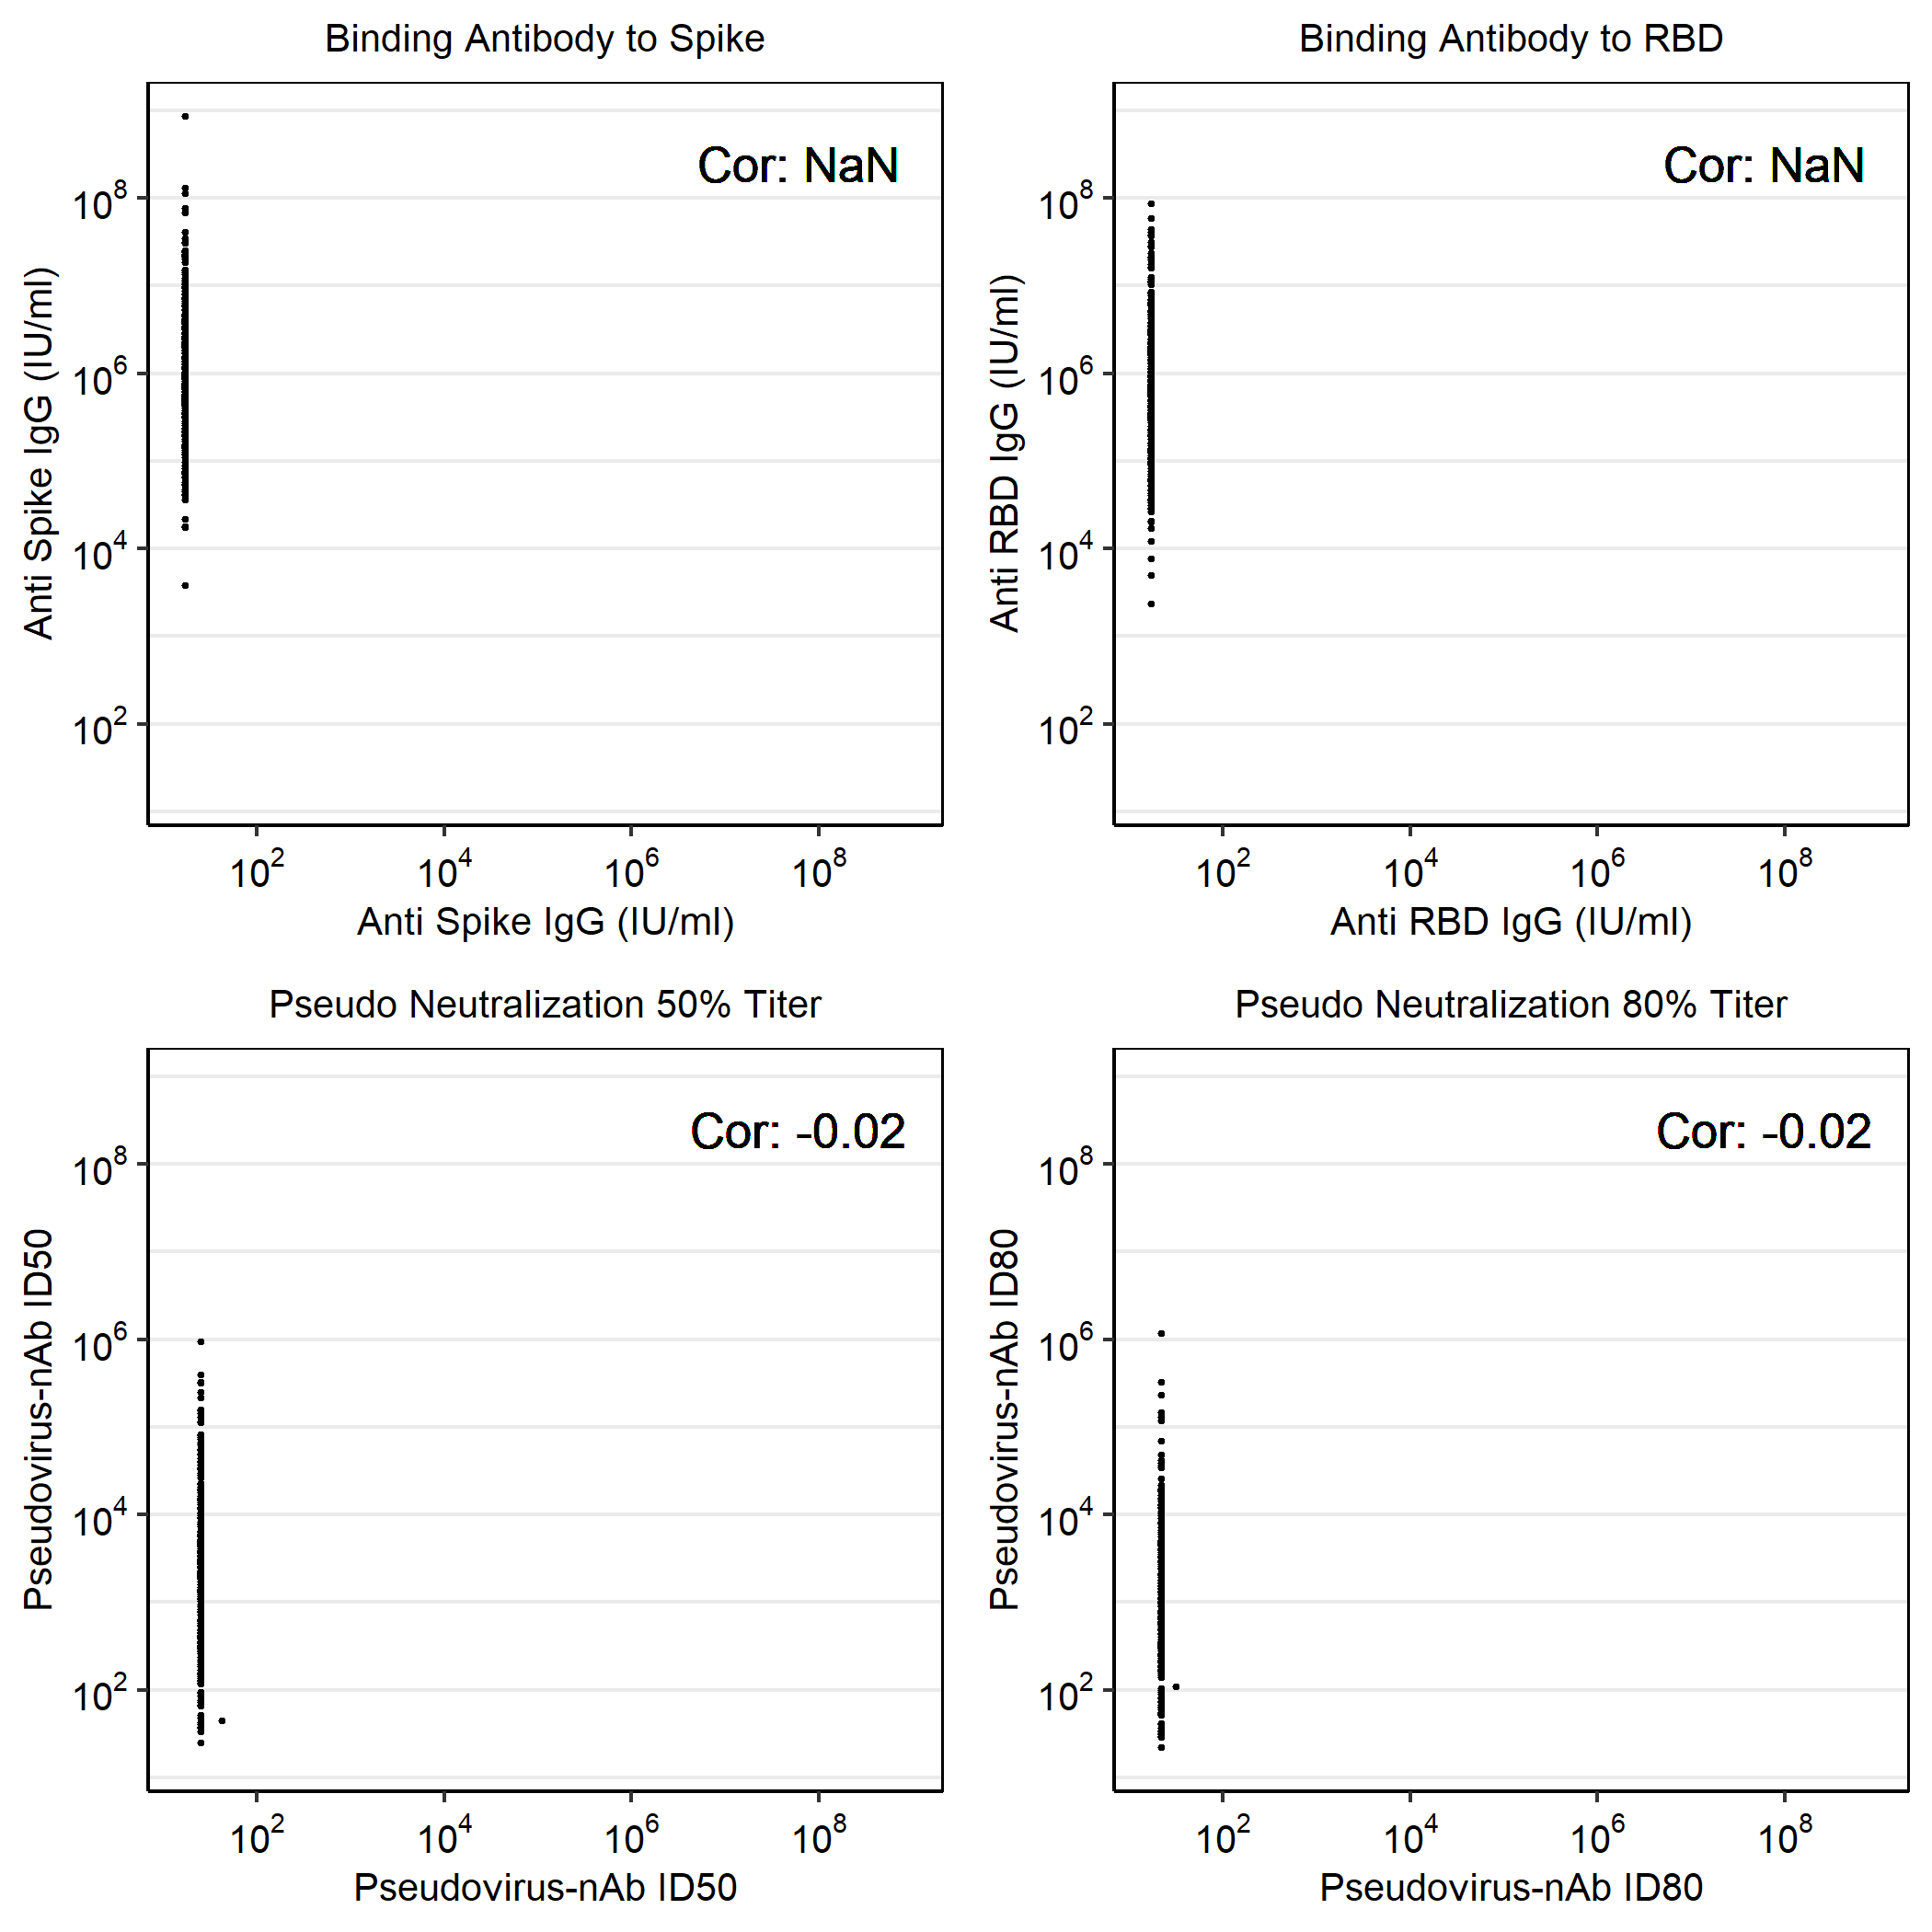 Binding Antibody to Spike
Cor: NaN
10^8
10^6
10^4
10^2
Anti Spike IgG (IU/ml)
10^2 10^4 10^6 10^8
Anti Spike IgG (IU/ml)
Binding Antibody to RBD
Cor: NaN
10^8
10^6
10^4
10^2
Anti RBD IgG (IU/ml)
10^2 10^4 10^6 10^8
Anti RBD IgG (IU/ml)
Pseudo Neutralization 50% Titer
Cor: -0.02
10^8
10^6
10^4
10^2
Pseudovirus-nAb ID50
10^2 10^4 10^6 10^8
Pseudovirus-nAb ID50
Pseudo Neutralization 80% Titer
Cor: -0.02
10^8
10^6
10^4
10^2
Pseudovirus-nAb ID80
10^2 10^4 10^6 10^8
Pseudovirus-nAb ID80